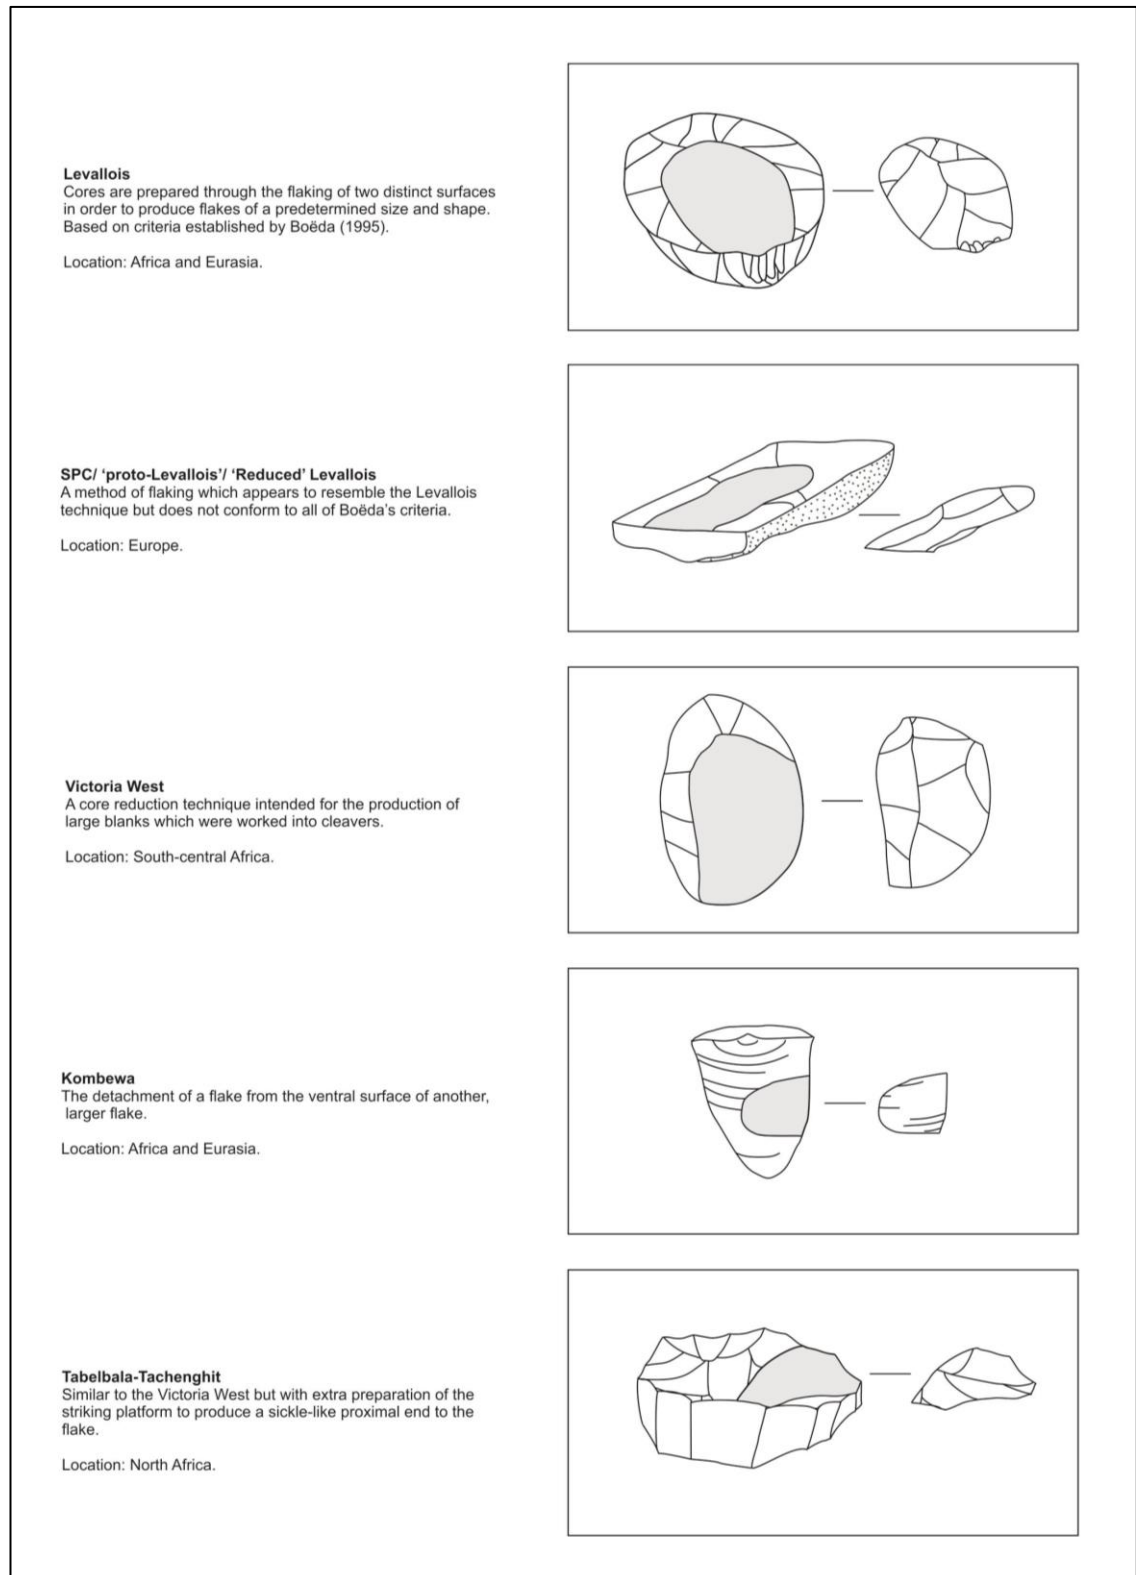 Levallois
Cores are prepared through the flaking of two distinct surfaces
in order to produce flakes of a predetermined size and shape.
Based on criteria established by Boëda (1995).
Location: Africa and Eurasia.
SPC/ ‘proto-Levallois’/ ‘Reduced’ Levallois
A method of flaking which appears to resemble the Levallois
technique but does not conform to all of Boëda’s criteria.
Location: Europe.
Victoria West
A core reduction technique intended for the production of
large blanks which were worked into cleavers.
Location: South-central Africa.
Kombewa
The detachment of a flake from the ventral surface of another,
larger flake.
Location: Africa and Eurasia.
Tabelbala-Tachenghit
Similar to the Victoria West but with extra preparation of the
striking platform to produce a sickle-like proximal end to the
flake.
Location: North Africa.